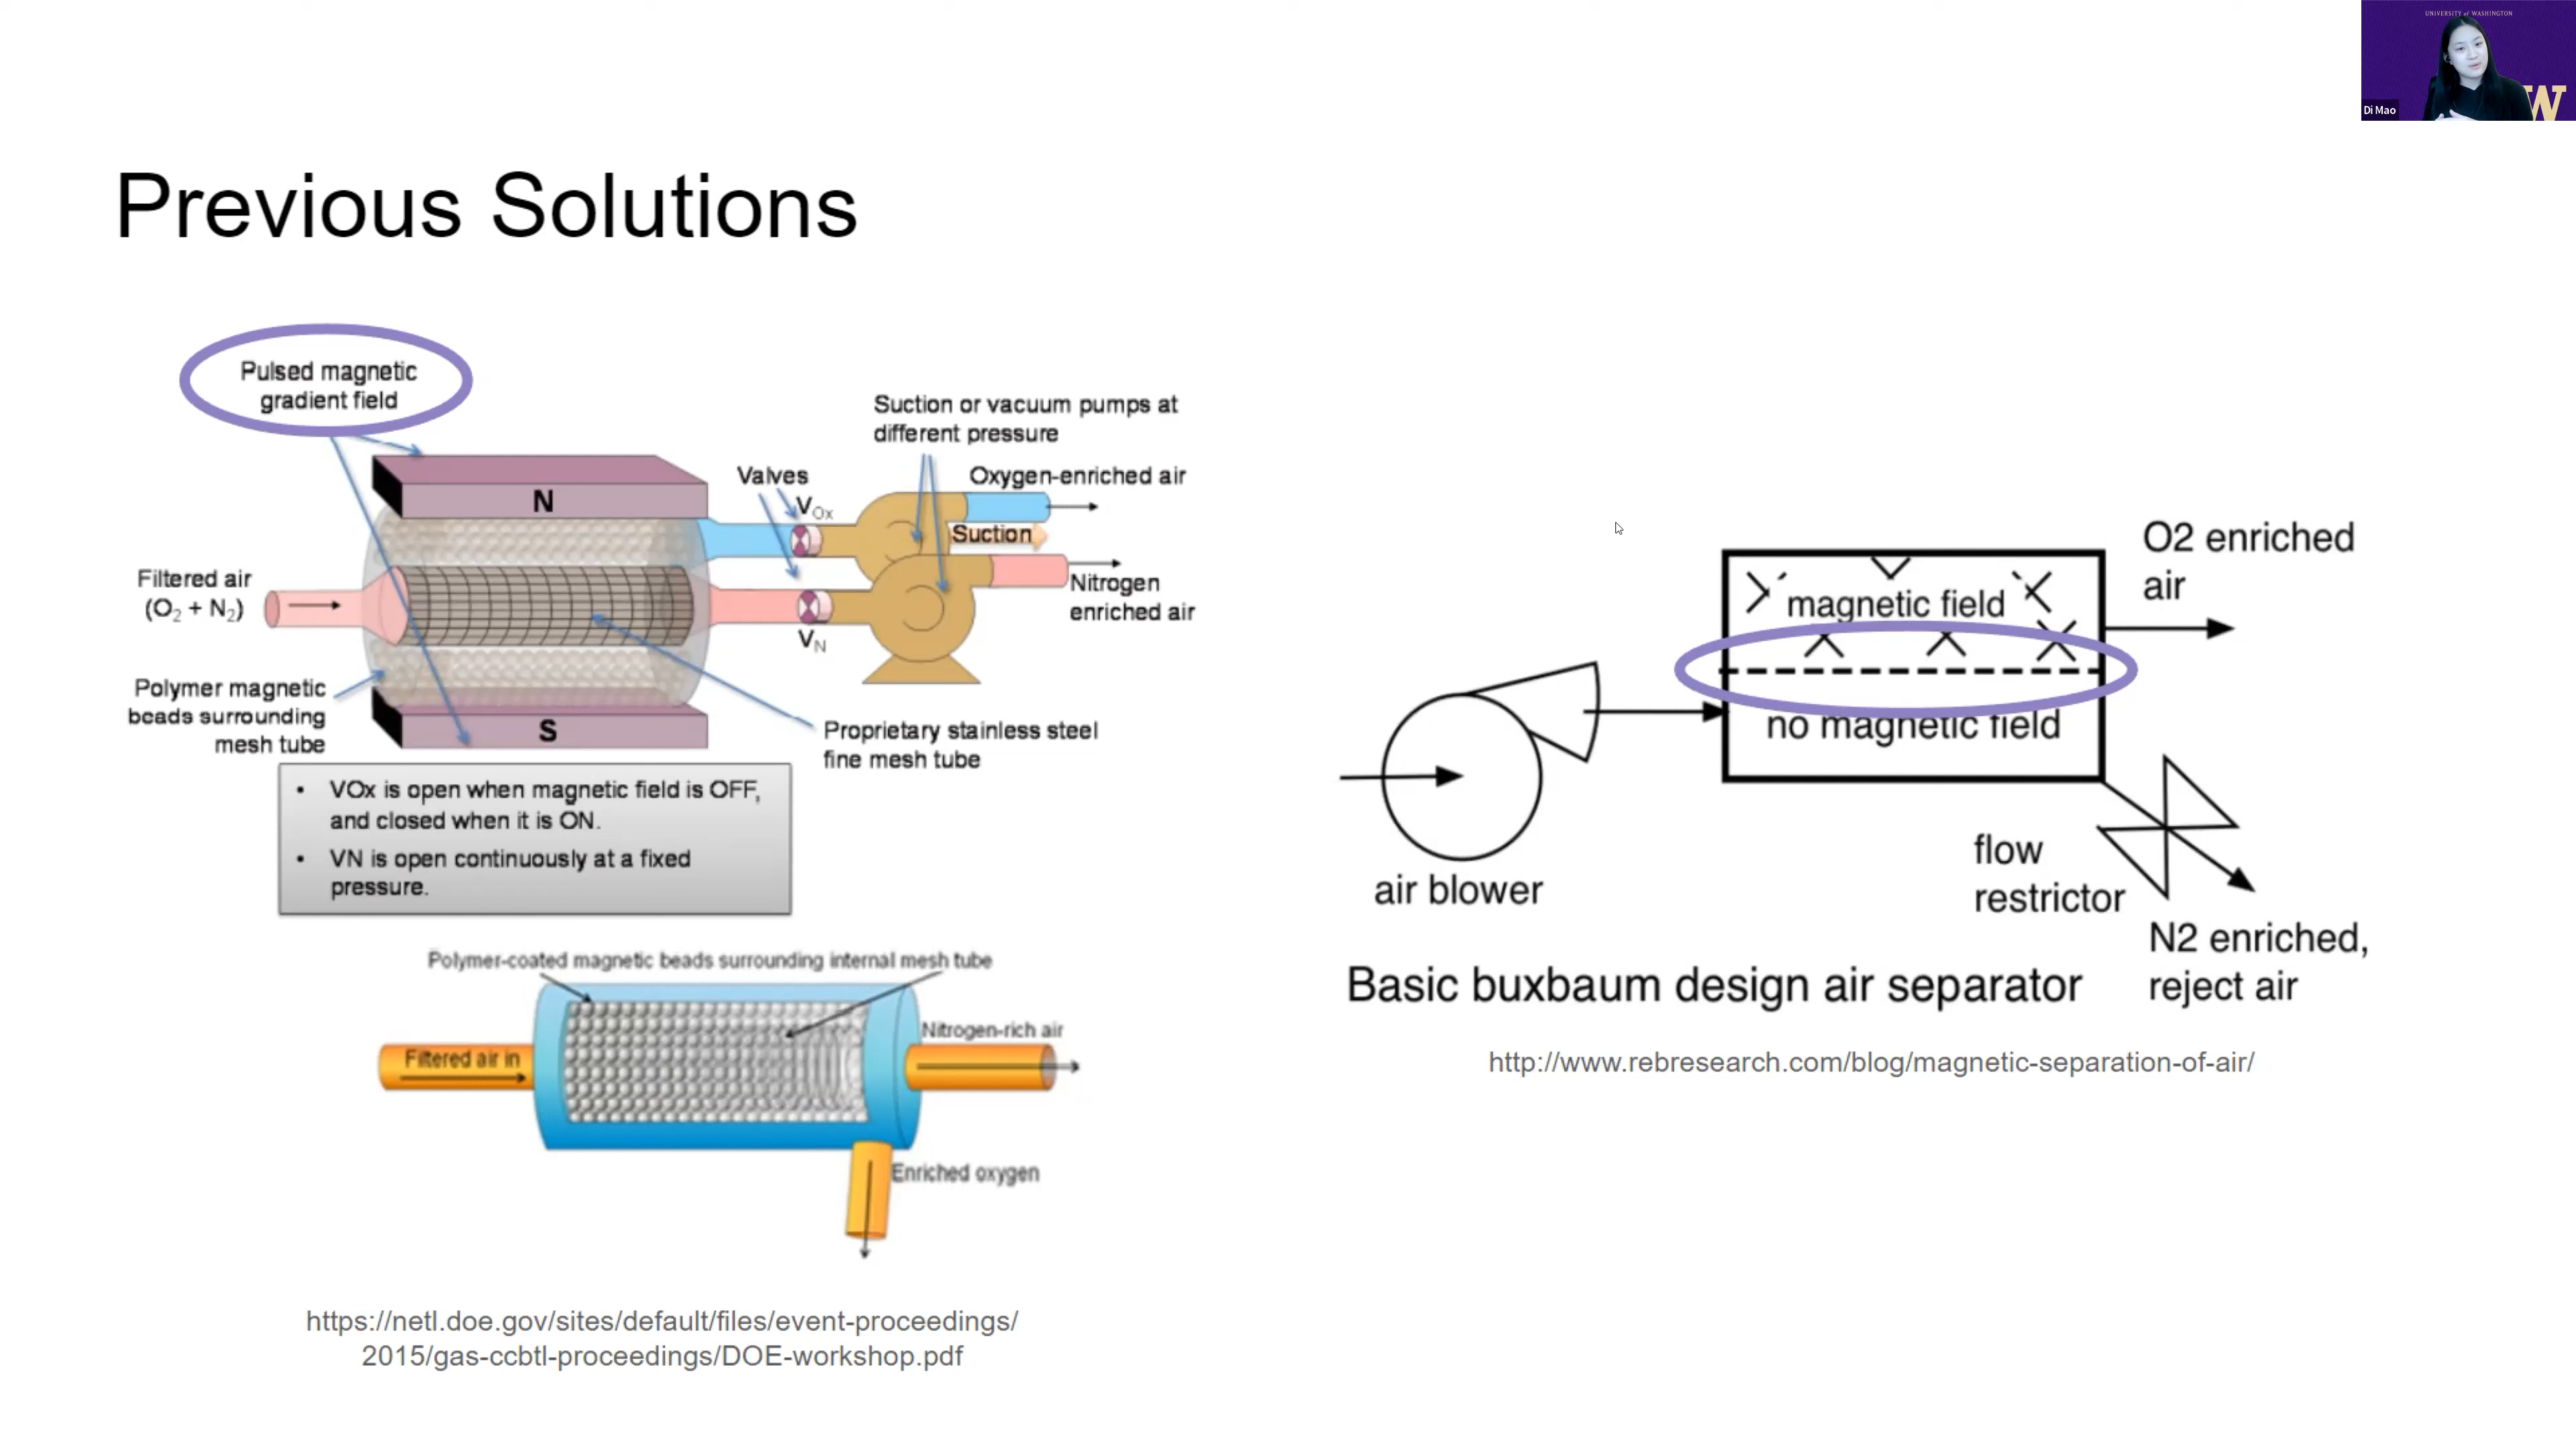 UNIVERSITY of WASHINGTON
W
Di Mao
Previous Solutions
Pulsed magnetic
gradient field
Suction or vacuum pumps at
different pressure
Valves
Oxygen-enriched air
VOx
N
Suction
Filtered air
(O2 + N2)
Nitrogen
enriched air
VN
Polymer magnetic
beads surrounding
mesh tube
S
Proprietary stainless steel
fine mesh tube
• VOx is open when magnetic field is OFF,
and closed when it is ON.
• VN is open continuously at a fixed
pressure.
Polymer-coated magnetic beads surrounding internal mesh tube
Nitrogen-rich air
Filtered air in
Enriched oxygen
https://netl.doe.gov/sites/default/files/event-proceedings/
2015/gas-ccbtl-proceedings/DOE-workshop.pdf
O2 enriched
air
magnetic field
no magnetic field
air blower
flow
restrictor
N2 enriched,
reject air
Basic buxbaum design air separator
http://www.rebresearch.com/blog/magnetic-separation-of-air/